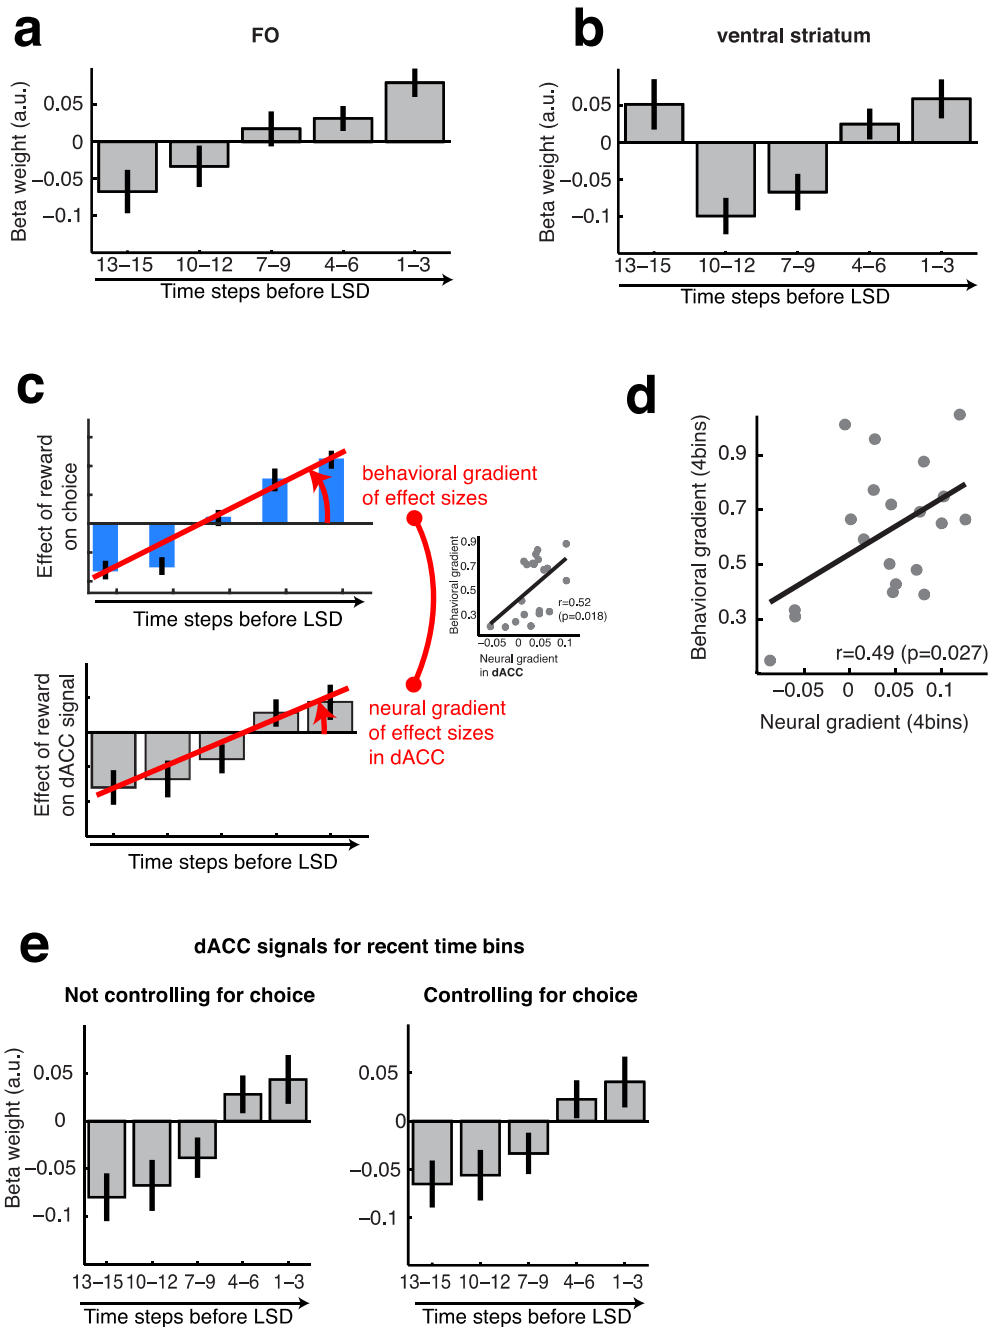 a
FO
Beta weight (a.u.)
0.05
0
−0.05
−0.1
13–15 10–12 7–9 4–6 1–3
Time steps before LSD
b
ventral striatum
Beta weight (a.u.)
0.05
0
−0.05
−0.1
13–15 10–12 7–9 4–6 1–3
Time steps before LSD
c
Effect of reward
on choice
Time steps before LSD
behavioral gradient
of effect sizes
Effect of reward
on dACC signal
Time steps before LSD
neural gradient
of effect sizes
in dACC
Behavioral gradient
0.9
0.7
0.5
0.3
r=0.52
(p=0.018)
−0.05 0 0.05 0.1
Neural gradient
in dACC
d
Behavioral gradient (4bins)
0.9
0.7
0.5
0.3
r=0.49 (p=0.027)
−0.05 0 0.05 0.1
Neural gradient (4bins)
e
dACC signals for recent time bins
Not controlling for choice
Beta weight (a.u.)
0.05
0
−0.05
−0.1
13–15 10–12 7–9 4–6 1–3
Time steps before LSD
Controlling for choice
0.05
0
−0.05
−0.1
13–15 10–12 7–9 4–6 1–3
Time steps before LSD